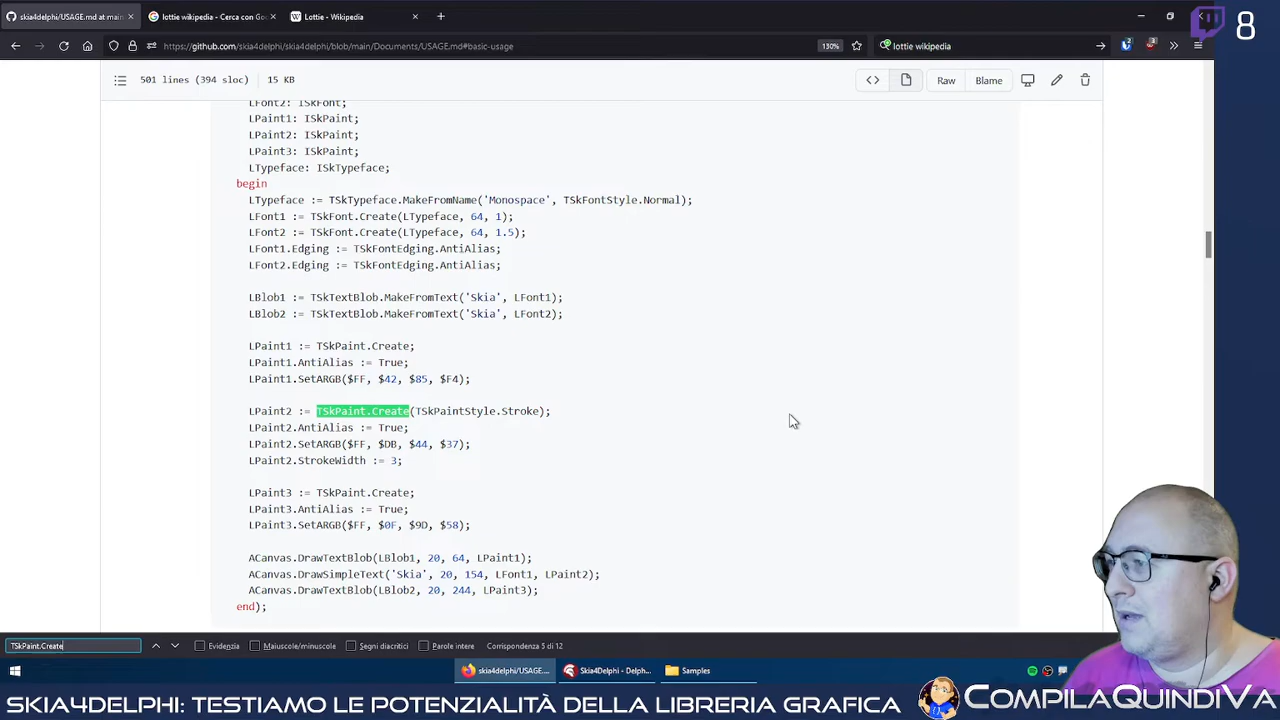 skia4delphi/USAGE.md at main
lottie wikipedia - Cerca con Goo
Lottie - Wikipedia
8
https://github.com/skia4delphi/skia4delphi/blob/main/Documents/USAGE.md#basic-usage
130%
lottie wikipedia
501 lines (394 sloc)
15 KB
Raw
Blame
LFont2: ISkFont;
LPaint1: ISkPaint;
LPaint2: ISkPaint;
LPaint3: ISkPaint;
LTypeface: ISkTypeface;
begin
LTypeface := TSkTypeface.MakeFromName('Monospace', TSkFontStyle.Normal);
LFont1 := TSkFont.Create(LTypeface, 64, 1);
LFont2 := TSkFont.Create(LTypeface, 64, 1.5);
LFont1.Edging := TSkFontEdging.AntiAlias;
LFont2.Edging := TSkFontEdging.AntiAlias;
LBlob1 := TSkTextBlob.MakeFromText('Skia', LFont1);
LBlob2 := TSkTextBlob.MakeFromText('Skia', LFont2);
LPaint1 := TSkPaint.Create;
LPaint1.AntiAlias := True;
LPaint1.SetARGB($FF, $42, $85, $F4);
LPaint2 := TSkPaint.Create(TSkPaintStyle.Stroke);
LPaint2.AntiAlias := True;
LPaint2.SetARGB($FF, $DB, $44, $37);
LPaint2.StrokeWidth := 3;
LPaint3 := TSkPaint.Create;
LPaint3.AntiAlias := True;
LPaint3.SetARGB($FF, $0F, $9D, $58);
ACanvas.DrawTextBlob(LBlob1, 20, 64, LPaint1);
ACanvas.DrawSimpleText('Skia', 20, 154, LFont1, LPaint2);
ACanvas.DrawTextBlob(LBlob2, 20, 244, LPaint3);
end);
TSkPaint.Create
Evidenzia
Maiuscole/minuscole
Segni diacritici
Parole intere
Corrispondenza 5 di 12
skia4delphi/USAGE...
Skia4Delphi - Delph...
Samples
SKIA4DELPHI: TESTIAMO LE POTENZIALITÀ DELLA LIBRERIA GRAFICA
COMPILAQUINDIVA